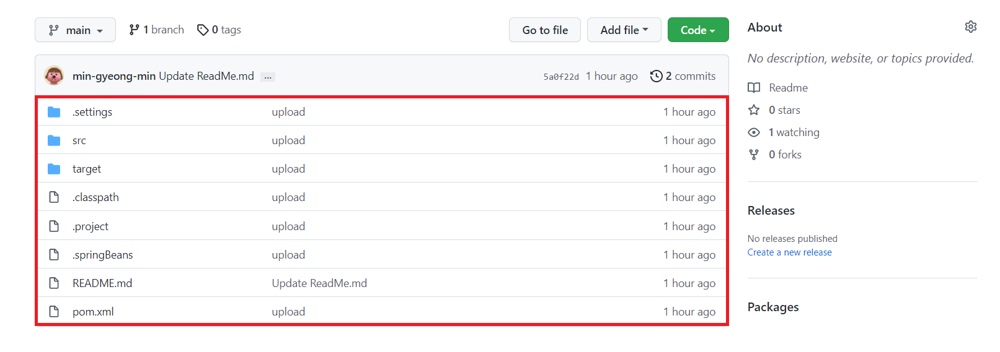 main 1 branch 0 tags Go to file Add file Code
min-gyeong-min Update ReadMe.md ... 5a0f22d 1 hour ago 2 commits
.settings upload 1 hour ago
src upload 1 hour ago
target upload 1 hour ago
.classpath upload 1 hour ago
.project upload 1 hour ago
.springBeans upload 1 hour ago
README.md Update ReadMe.md 1 hour ago
pom.xml upload 1 hour ago
About
No description, website, or topics provided.
Readme
0 stars
1 watching
0 forks
Releases
No releases published
Create a new release
Packages